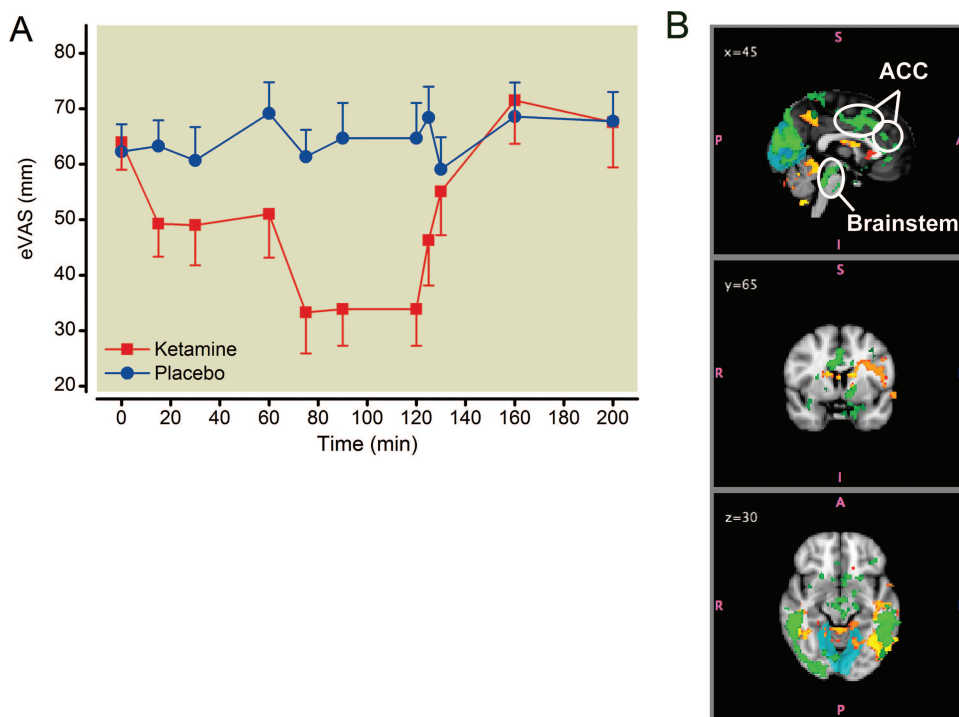 A
80
70
60
50
40
30
20
eVAS (mm)
Ketamine
Placebo
0 20 40 60 80 100 120 140 160 180 200
Time (min)
B
S
x=45
ACC
P
A
Brainstem
I
S
y=65
R
I
A
z=30
R
P